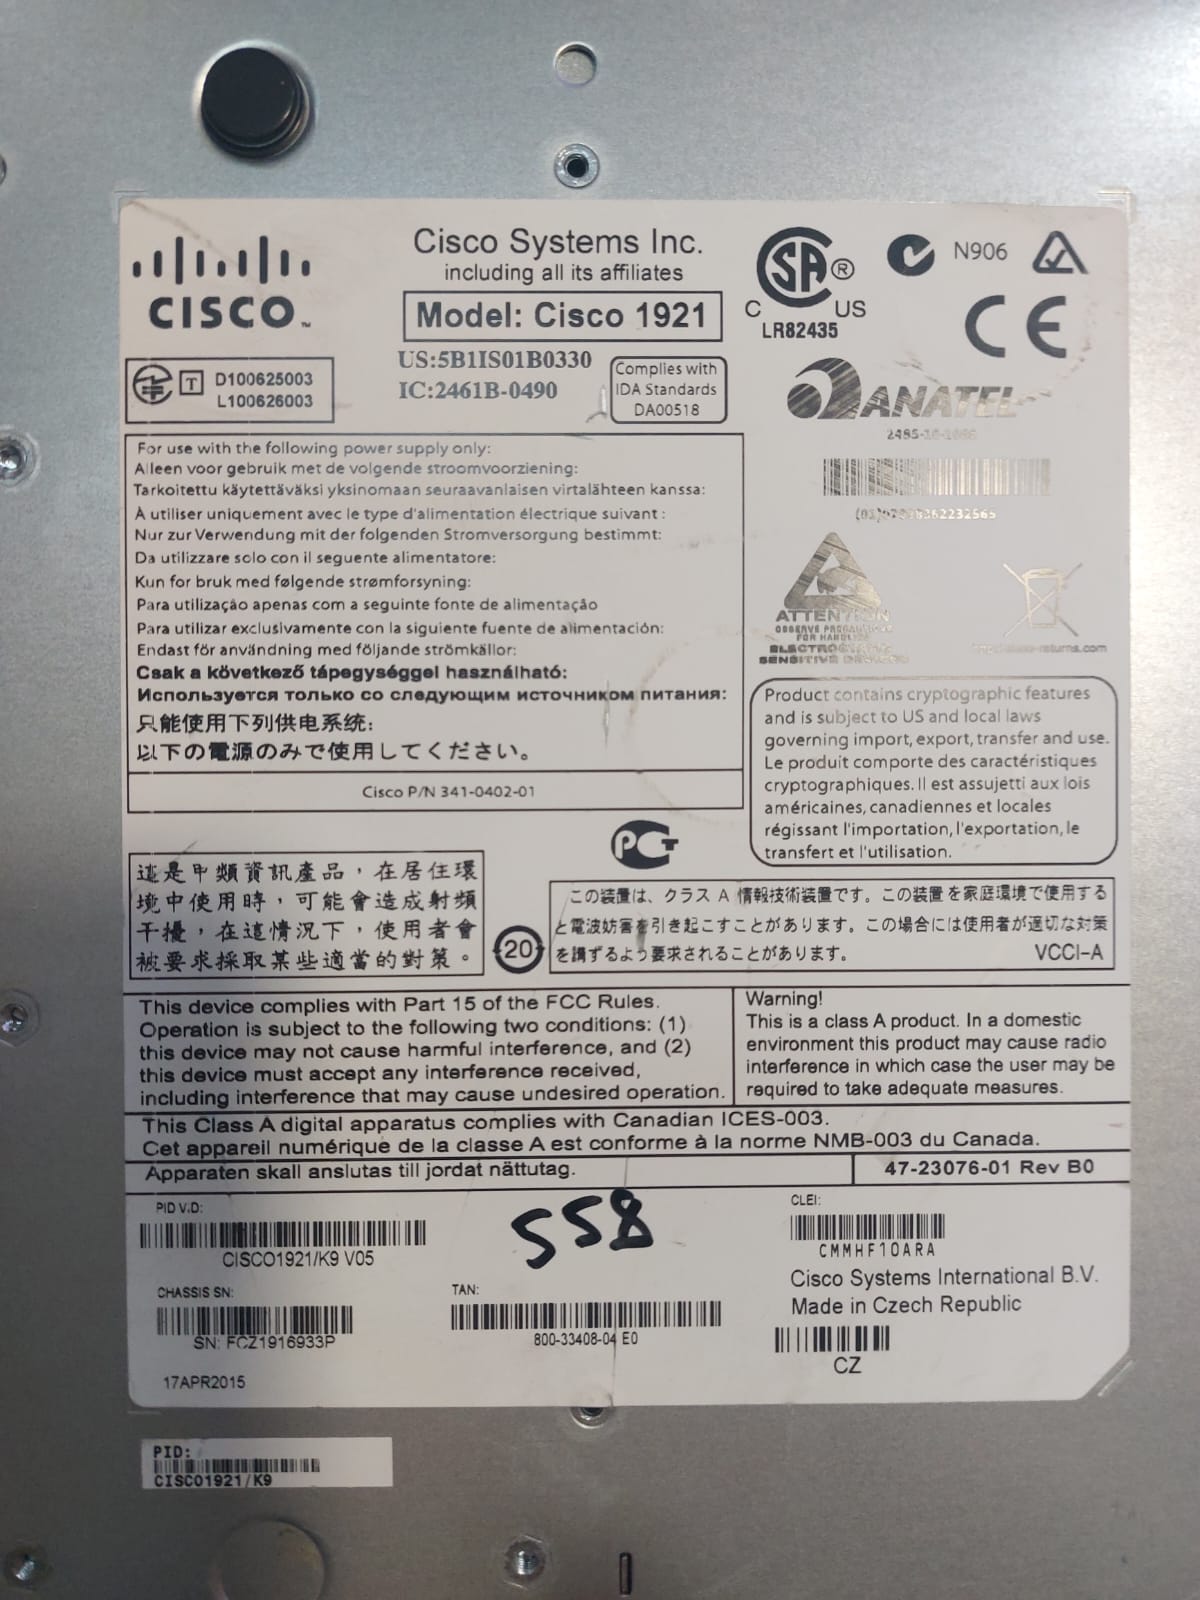 CISCO
Cisco Systems Inc.
including all its affiliates
Model: Cisco 1921
US:5B1IS01B0330
IC:2461B-0490
Complies with
IDA Standards
DA00518
SA®
C US
LR82435
N906
CE
T D100625003
L100626003
ANATEL
ATTENTION
ELECTROSTATIC
SENSITIVE DEVICES
For use with the following power supply only:
Alleen voor gebruik met de volgende stroomvoorziening:
Tarkoitettu käytettäväksi yksinomaan seuraavanlaisen virtalähteen kanssa:
À utiliser uniquement avec le type d'alimentation électrique suivant :
Nur zur Verwendung mit der folgenden Stromversorgung bestimmt:
Da utilizzare solo con il seguente alimentatore:
Kun for bruk med følgende strømforsyning:
Para utilização apenas com a seguinte fonte de alimentação
Para utilizar exclusivamente con la siguiente fuente de alimentación:
Endast för användning med följande strömkällor:
Csak a következő tápegységgel használható:
Используется только со следующим источником питания:
只能使用下列供电系统:
以下の電源のみで使用してください。
Cisco P/N 341-0402-01
Product contains cryptographic features
and is subject to US and local laws
governing import, export, transfer and use.
Le produit comporte des caractéristiques
cryptographiques. Il est assujetti aux lois
américaines, canadiennes et locales
régissant l'importation, l'exportation, le
transfert et l'utilisation.
這是甲類資訊產品，在居住環
境中使用時，可能會造成射頻
干擾，在這情況下，使用者會
被要求採取某些適當的對策。
20
この装置は、クラス A 情報技術装置です。この装置を家庭環境で使用する
と電波妨害を引き起こすことがあります。この場合には使用者が適切な対策
を講ずるよう要求されることがあります。 VCCI-A
This device complies with Part 15 of the FCC Rules.
Operation is subject to the following two conditions: (1)
this device may not cause harmful interference, and (2)
this device must accept any interference received,
including interference that may cause undesired operation.
Warning!
This is a class A product. In a domestic
environment this product may cause radio
interference in which case the user may be
required to take adequate measures.
This Class A digital apparatus complies with Canadian ICES-003.
Cet appareil numérique de la classe A est conforme à la norme NMB-003 du Canada.
Apparaten skall anslutas till jordat nättutag.
47-23076-01 Rev B0
PID V.D:
CISCO1921/K9 V05
558
CLEI:
CMMHF10ARA
CHASSIS SN:
SN: FCZ1916933P
TAN:
800-33408-04 E0
Cisco Systems International B.V.
Made in Czech Republic
CZ
17APR2015
PID:
CISCO1921/K9